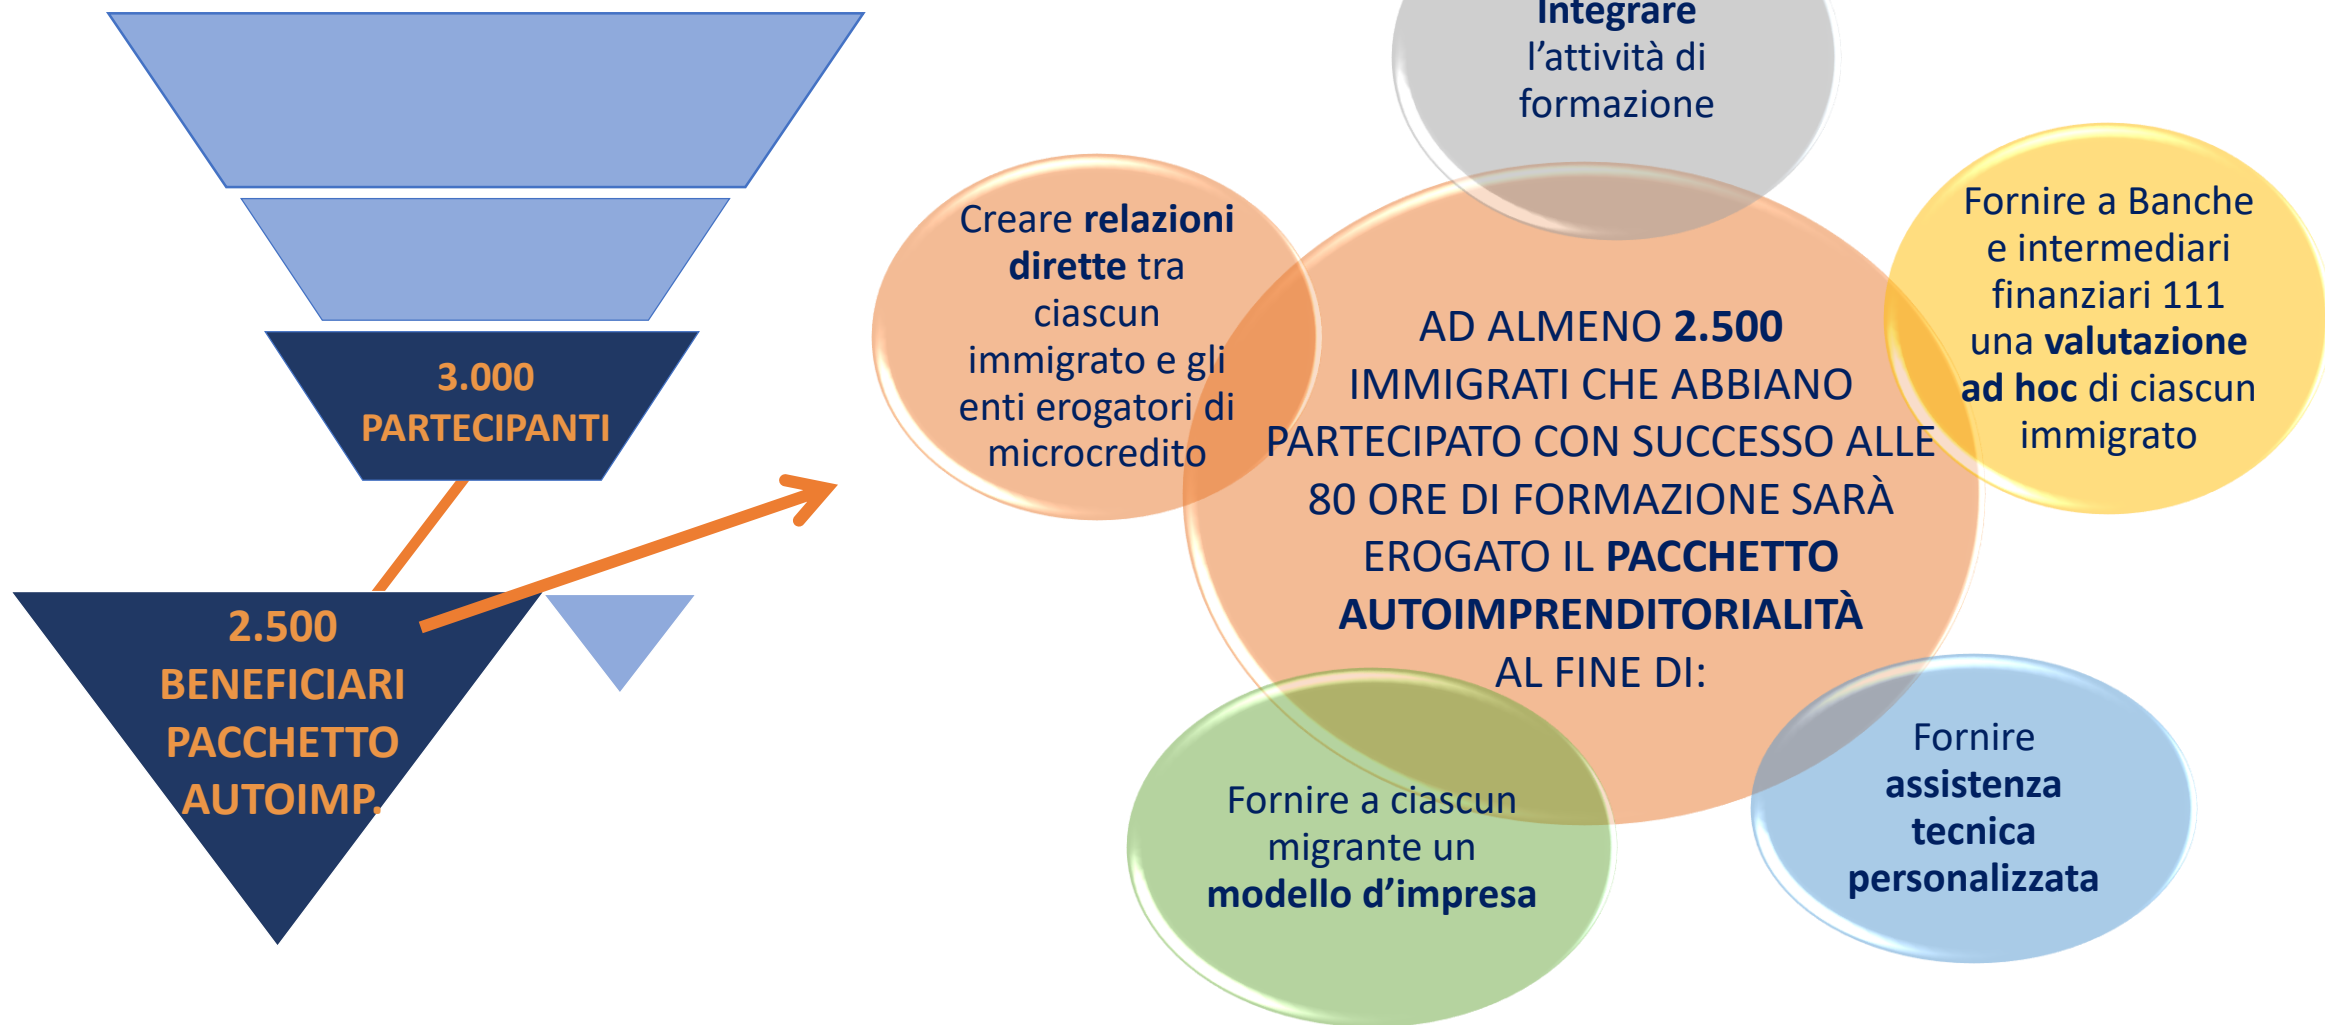 3.000
PARTECIPANTI
2.500
BENEFICIARI
PACCHETTO
AUTOIMP.
Integrare
l’attività di
formazione
Creare relazioni
dirette tra
ciascun
immigrato e gli
enti erogatori di
microcredito
Fornire a Banche
e intermediari
finanziari 111
una valutazione
ad hoc di ciascun
immigrato
AD ALMENO 2.500
IMMIGRATI CHE ABBIANO
PARTECIPATO CON SUCCESSO ALLE
80 ORE DI FORMAZIONE SARÀ
EROGATO IL PACCHETTO
AUTOIMPRENDITORIALITÀ
AL FINE DI:
Fornire a ciascun
migrante un
modello d’impresa
Fornire
assistenza
tecnica
personalizzata